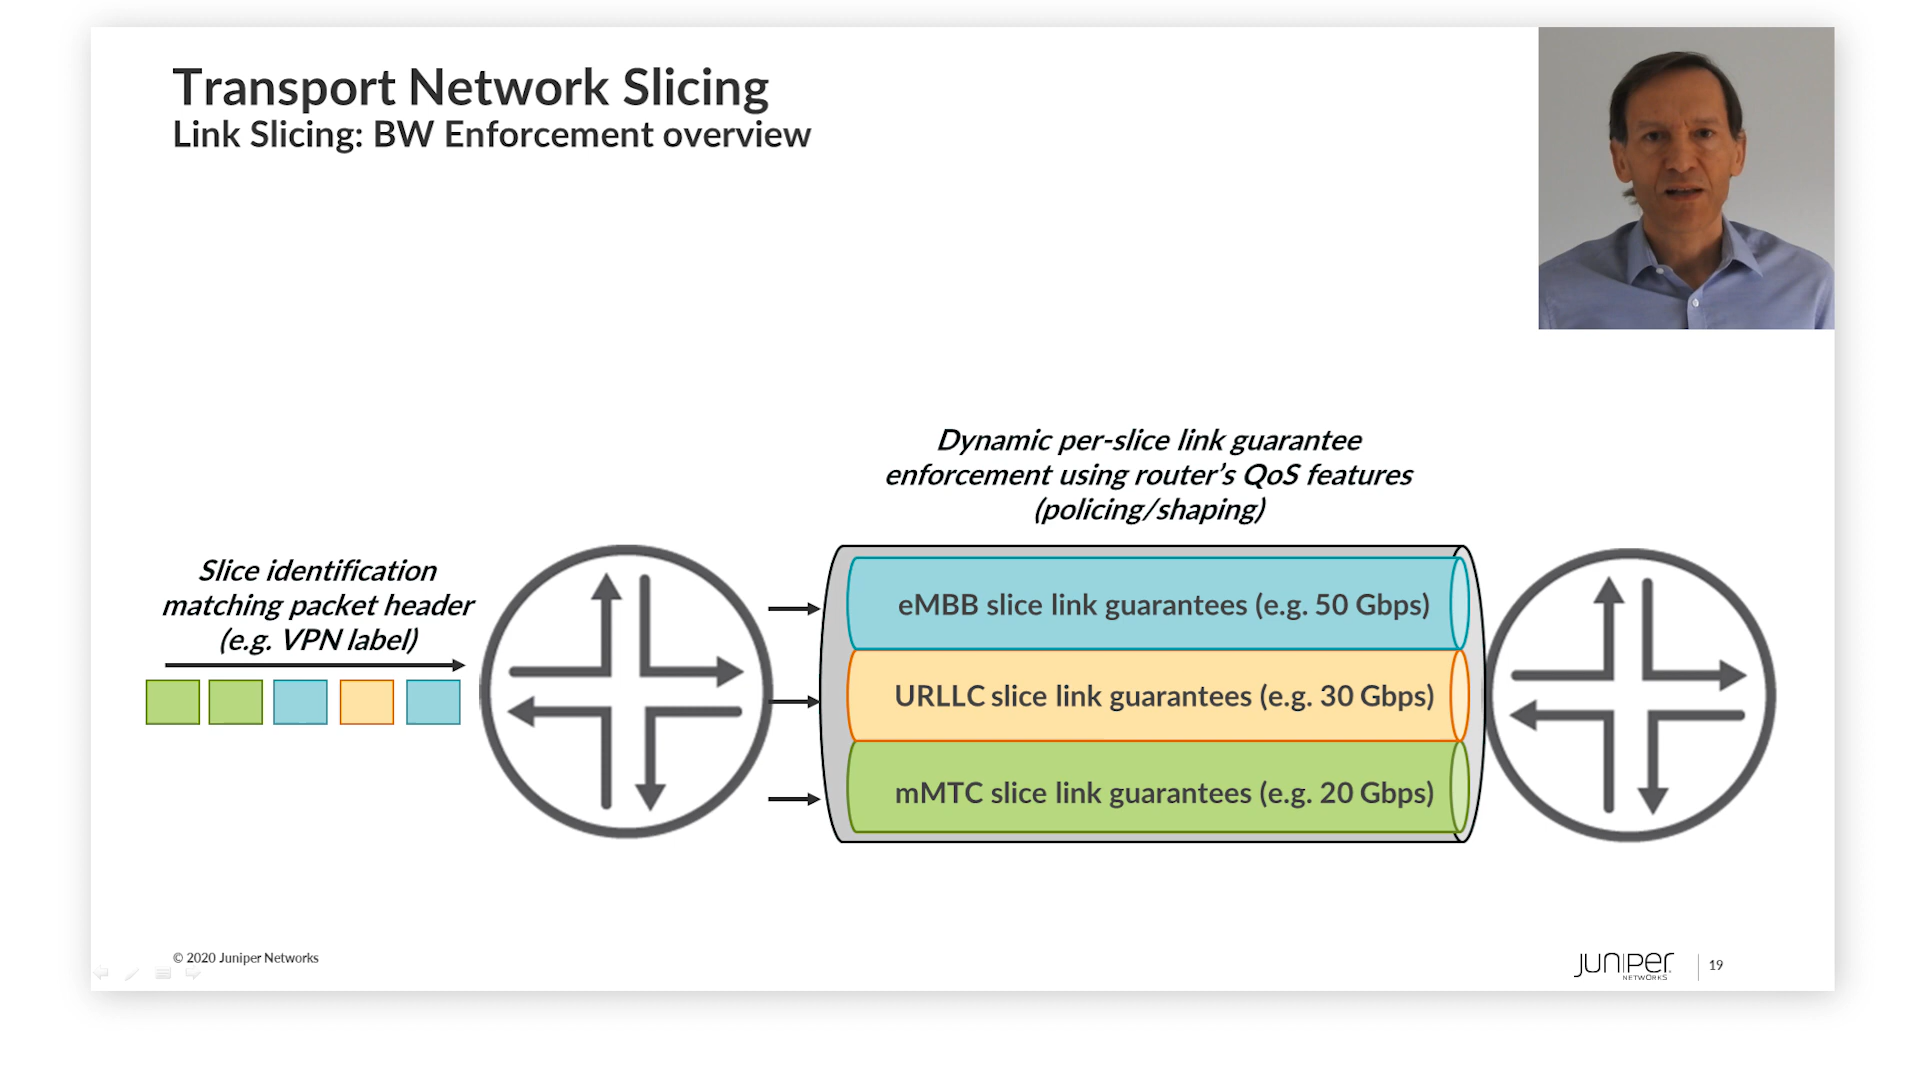 Transport Network Slicing
Link Slicing: BW Enforcement overview
Dynamic per-slice link guarantee
enforcement using router’s QoS features
(policing/shaping)
Slice identification
matching packet header
(e.g. VPN label)
eMBB slice link guarantees (e.g. 50 Gbps)
URLLC slice link guarantees (e.g. 30 Gbps)
mMTC slice link guarantees (e.g. 20 Gbps)
© 2020 Juniper Networks
JUNIPER
NETWORKS
19